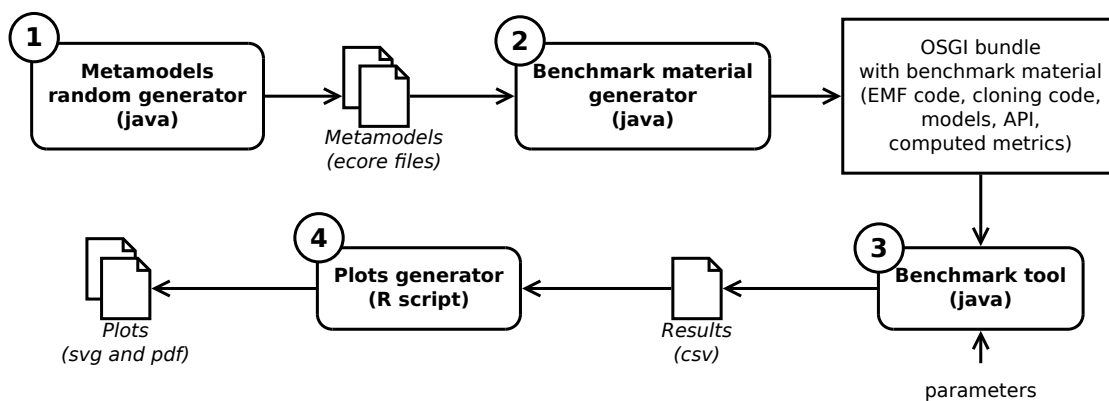 1
Metamodels
random generator
(java)
Metamodels
(ecore files)
2
Benchmark material
generator
(java)
OSGI bundle
with benchmark material
(EMF code, cloning code,
models, API,
computed metrics)
3
Benchmark tool
(java)
parameters
Results
(csv)
4
Plots generator
(R script)
Plots
(svg and pdf)